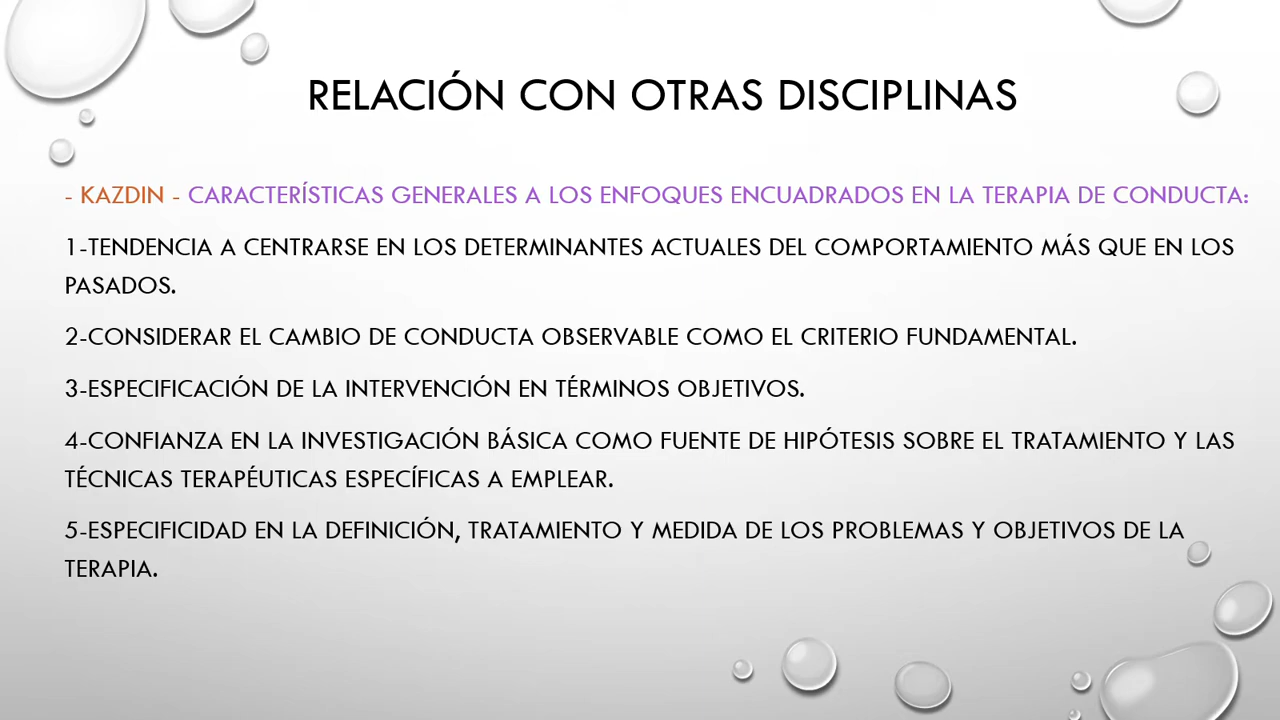 RELACIÓN CON OTRAS DISCIPLINAS
- KAZDIN - CARACTERÍSTICAS GENERALES A LOS ENFOQUES ENCUADRADOS EN LA TERAPIA DE CONDUCTA:
1-TENDENCIA A CENTRARSE EN LOS DETERMINANTES ACTUALES DEL COMPORTAMIENTO MÁS QUE EN LOS
PASADOS.
2-CONSIDERAR EL CAMBIO DE CONDUCTA OBSERVABLE COMO EL CRITERIO FUNDAMENTAL.
3-ESPECIFICACIÓN DE LA INTERVENCIÓN EN TÉRMINOS OBJETIVOS.
4-CONFIANZA EN LA INVESTIGACIÓN BÁSICA COMO FUENTE DE HIPÓTESIS SOBRE EL TRATAMIENTO Y LAS
TÉCNICAS TERAPÉUTICAS ESPECÍFICAS A EMPLEAR.
5-ESPECIFICIDAD EN LA DEFINICIÓN, TRATAMIENTO Y MEDIDA DE LOS PROBLEMAS Y OBJETIVOS DE LA
TERAPIA.